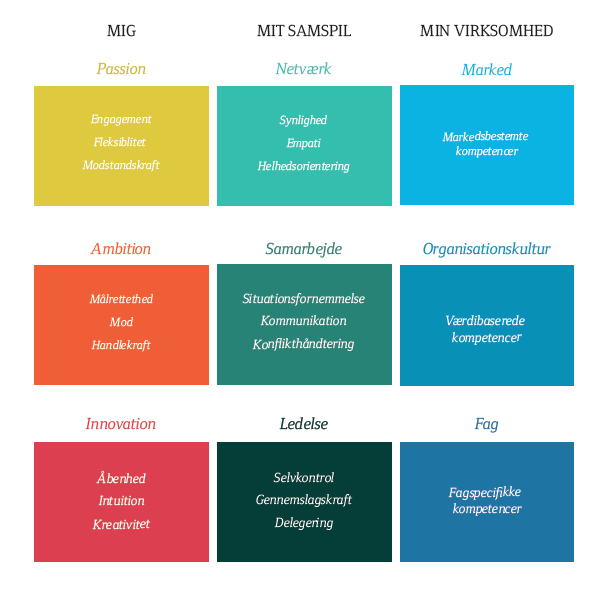 MIG
MIT SAMSPIL
MIN VIRKSOMHED
Passion
Netværk
Marked
Engagement
Fleksiblitet
Modstandskraft
Synlighed
Empati
Helhedsorientering
Markedsbestemte
kompetencær
Ambition
Samarbejde
Organisationskultur
Målrettethed
Mod
Handlekraft
Situationsfornemmelse
Kommunikation
Konflikthåndtering
Værdibaserede
kompetencer
Innovation
Ledelse
Fag
Åbenhed
Intuition
Kreativitet
Selvkontrol
Gennemslagskraft
Delegering
Fagspecifikke
kompetencer